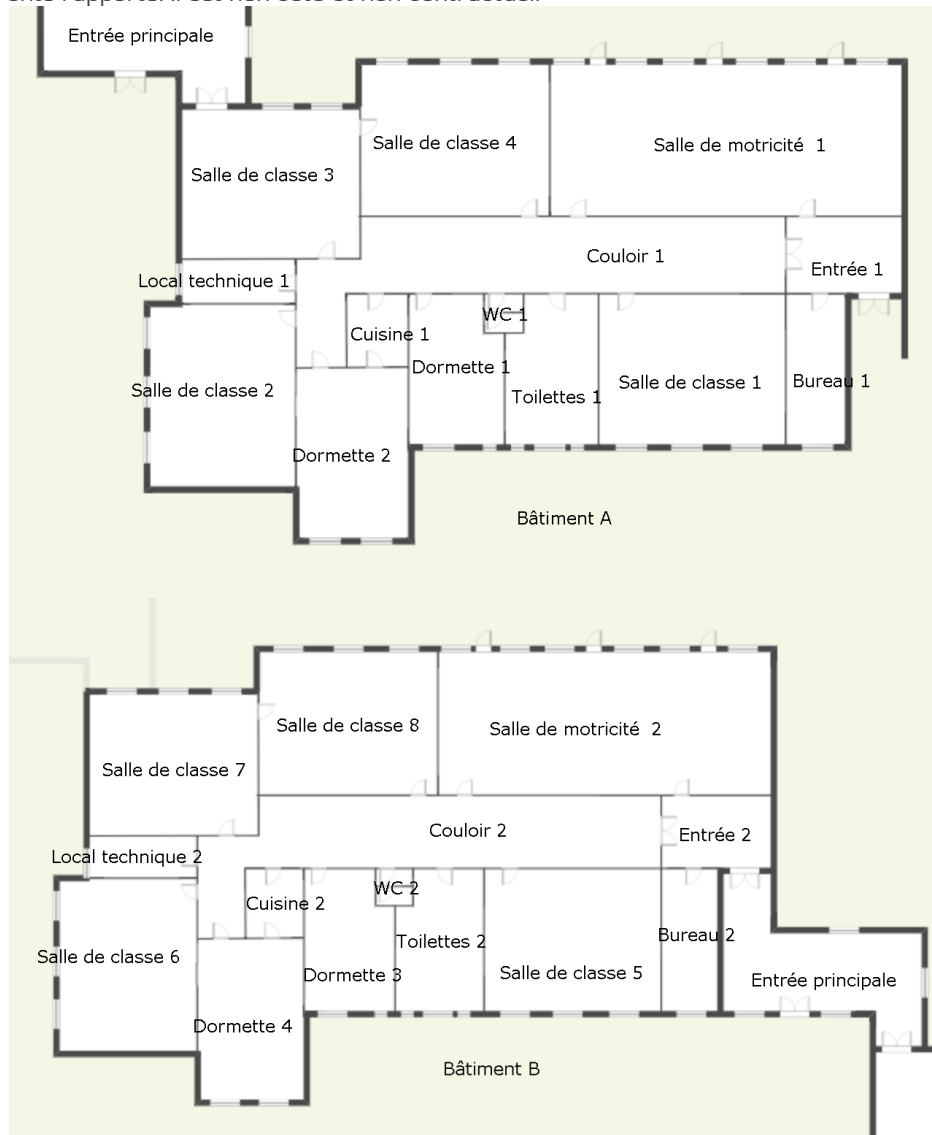 Entrée principale
Salle de classe 4
Salle de motricité 1
Salle de classe 3
Couloir 1
Entrée 1
Local technique 1
WC 1
Cuisine 1
Dormette 1
Salle de classe 1
Bureau 1
Salle de classe 2
Toilettes 1
Dormette 2
Bâtiment A
Salle de classe 8
Salle de motricité 2
Salle de classe 7
Couloir 2
Entrée 2
Local technique 2
WC 2
Cuisine 2
Bureau 2
Toilettes 2
Salle de classe 6
Dormette 3
Salle de classe 5
Entrée principale
Dormette 4
Bâtiment B